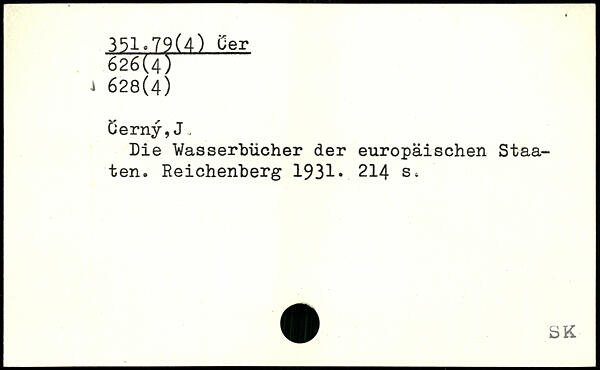 351.79(4) Čer
626(4)
628(4)
Černý,J.
Die Wasserbücher der europäischen Staa-
ten. Reichenberg 1931. 214 s.
SK